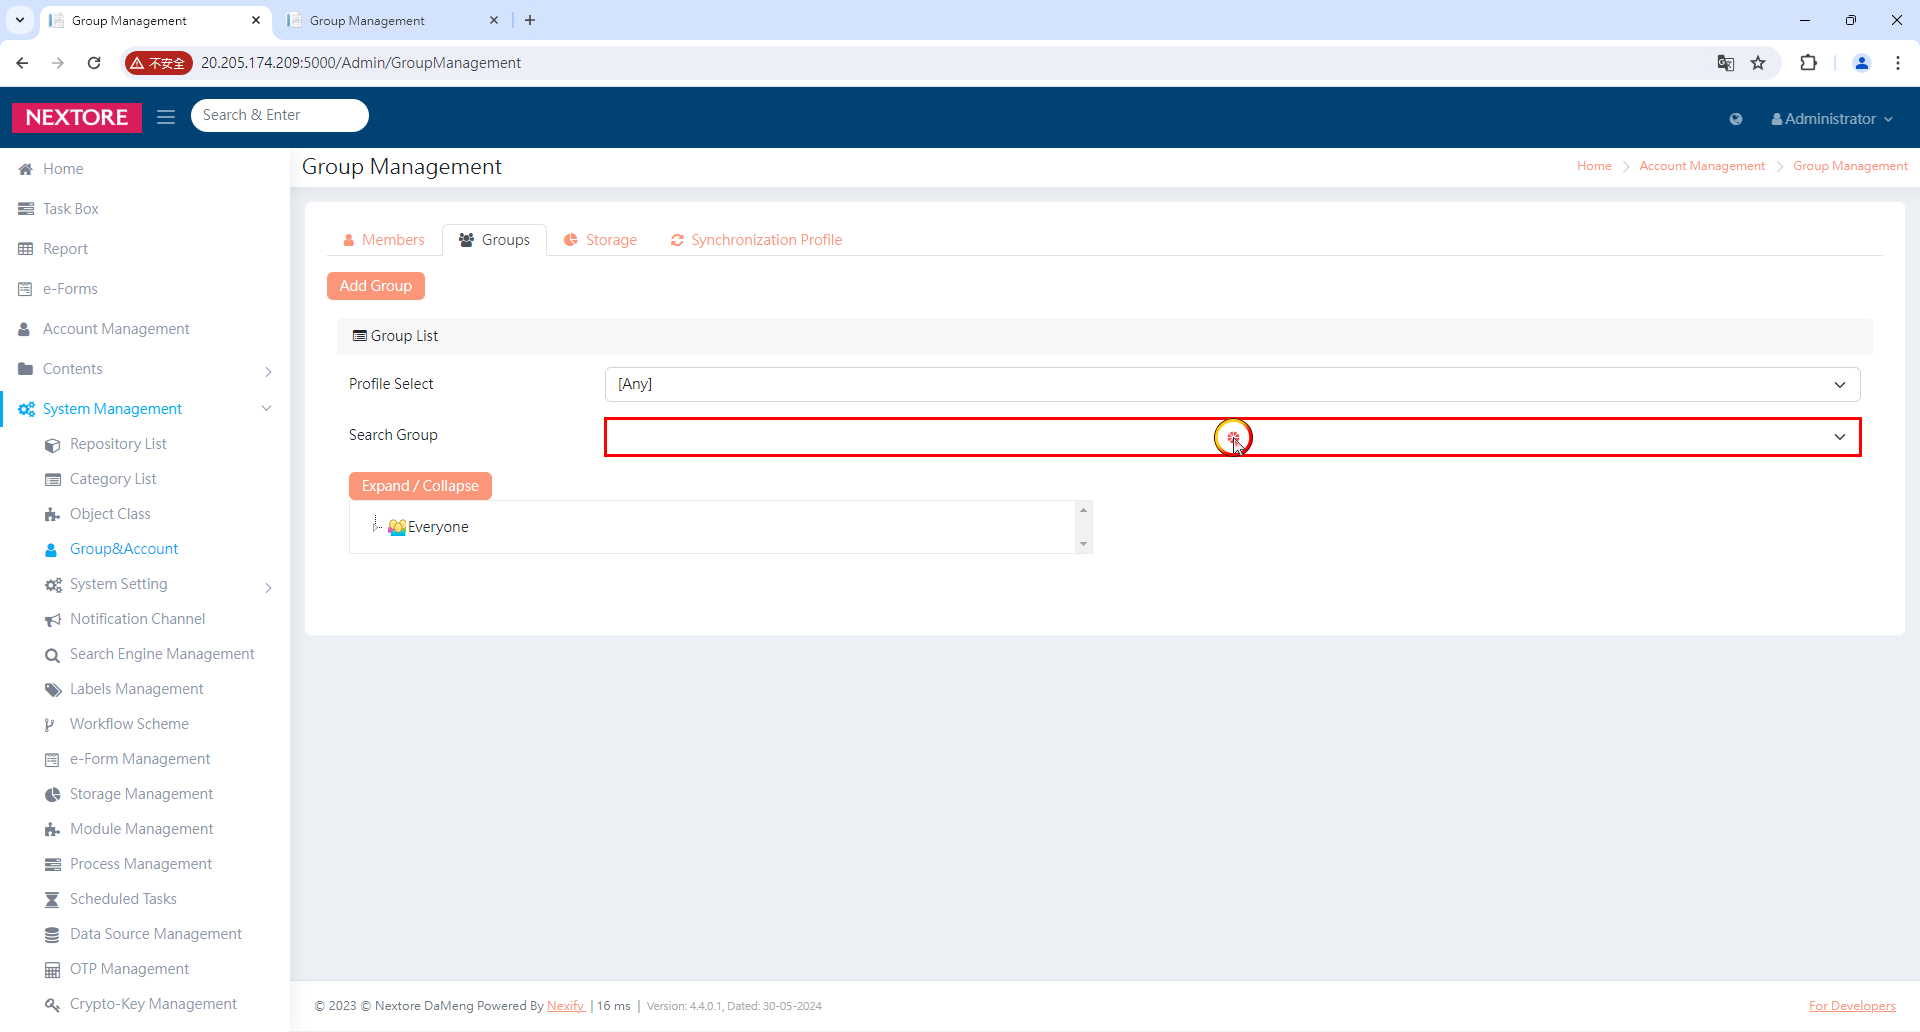 Group Management
Group Management
不安全
20.205.174.209:5000/Admin/GroupManagement
NEXTORE
Search & Enter
Administrator
Home
Task Box
Report
e-Forms
Account Management
Contents
System Management
Repository List
Category List
Object Class
Group&Account
System Setting
Notification Channel
Search Engine Management
Labels Management
Workflow Scheme
e-Form Management
Storage Management
Module Management
Process Management
Scheduled Tasks
Data Source Management
OTP Management
Crypto-Key Management
Group Management
Home > Account Management > Group Management
Members
Groups
Storage
Synchronization Profile
Add Group
Group List
Profile Select
[Any]
Search Group
Expand / Collapse
Everyone
© 2023 © Nextore DaMeng Powered By Nexify | 16 ms | Version: 4.4.0.1, Dated: 30-05-2024
For Developers